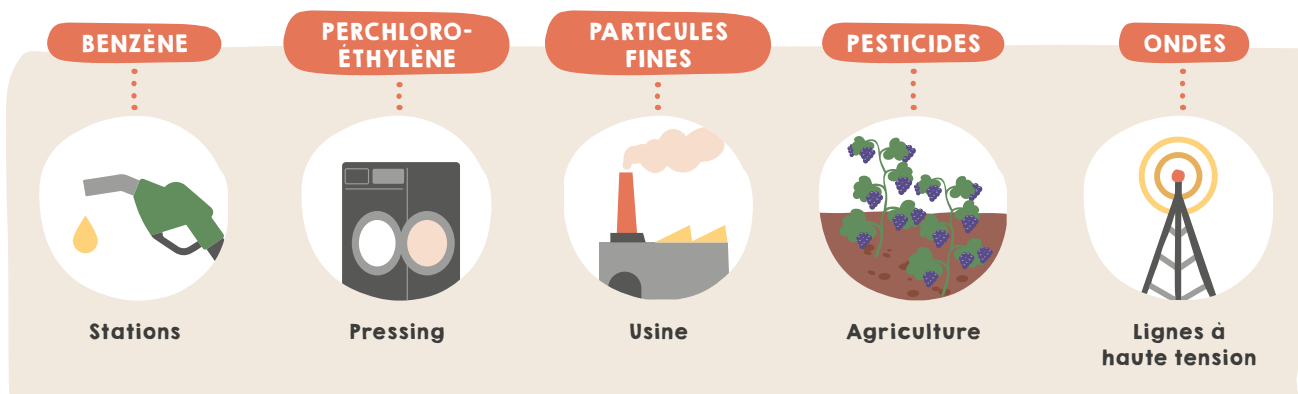 BENZÈNE
PERCHLORO-
ÉTHYLÈNE
PARTICULES
FINES
PESTICIDES
ONDES
Stations
Pressing
Usine
Agriculture
Lignes à
haute tension